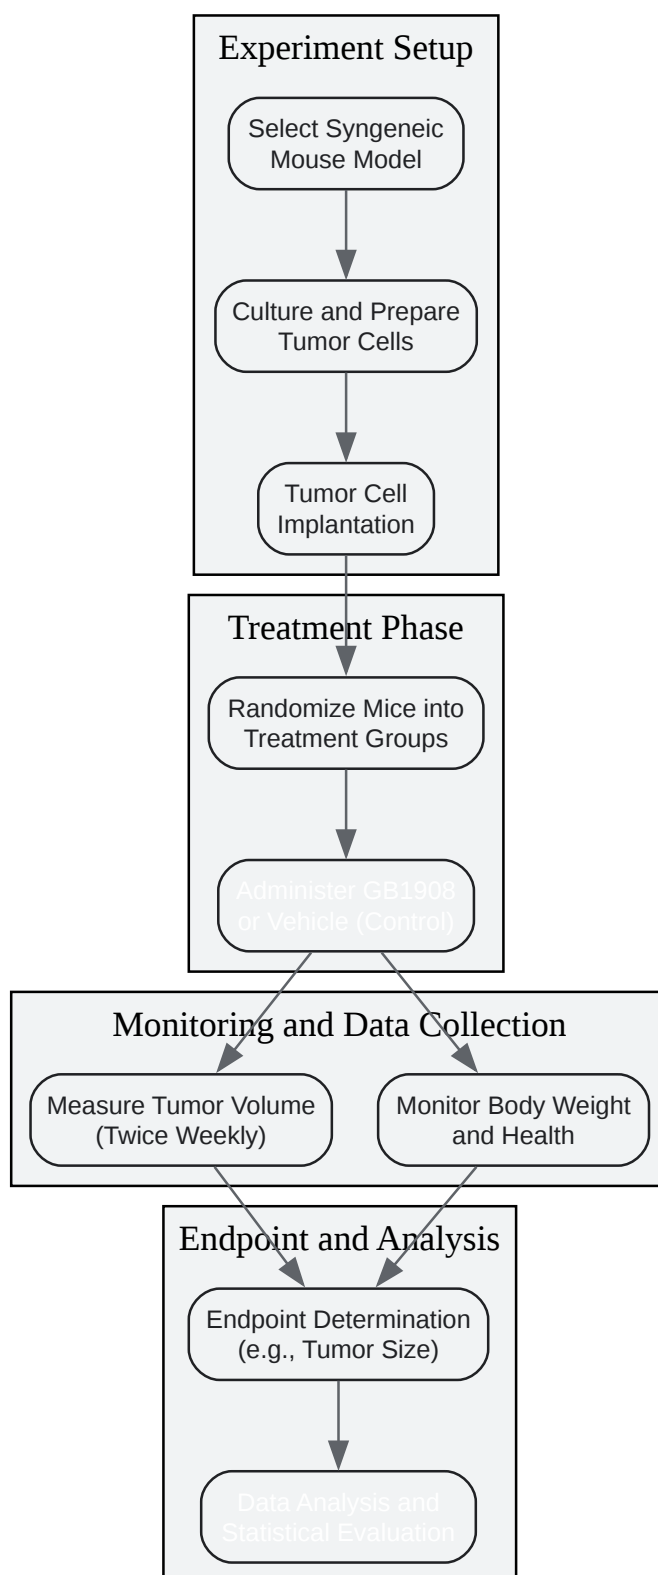 Experiment Setup
Select Syngeneic
Mouse Model
Culture and Prepare
Tumor Cells
Tumor Cell
Implantation
Treatment Phase
Randomize Mice into
Treatment Groups
Administer GB1908
or Vehicle (Control)
Monitoring and Data Collection
Measure Tumor Volume
(Twice Weekly)
Monitor Body Weight
and Health
Endpoint and Analysis
Endpoint Determination
(e.g., Tumor Size)
Data Analysis and
Statistical Evaluation